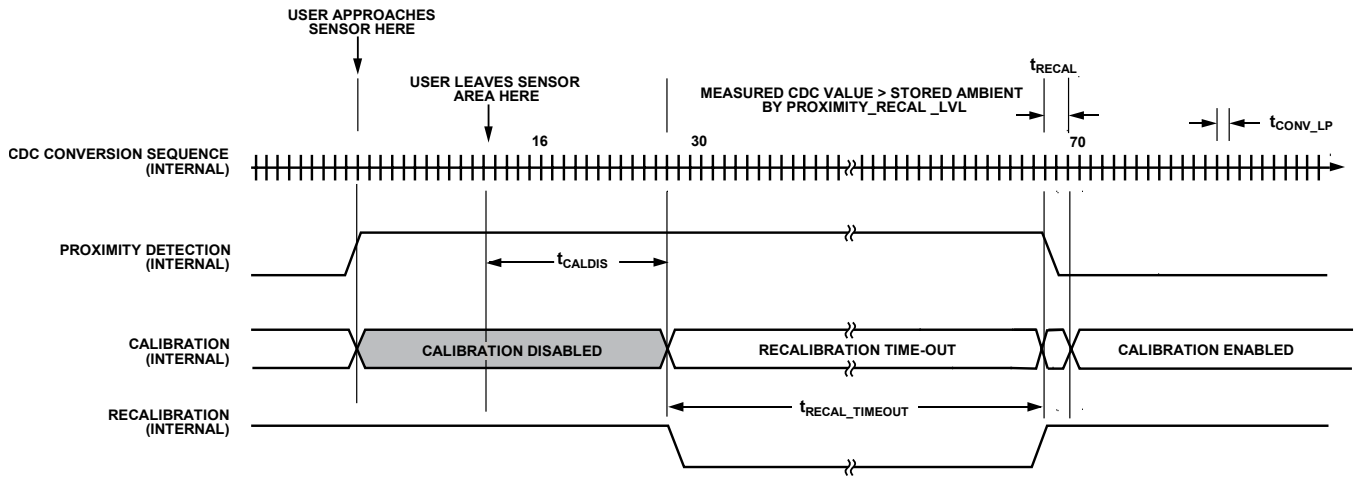 USER APPROACHES
SENSOR HERE
USER LEAVES SENSOR
AREA HERE
MEASURED CDC VALUE > STORED AMBIENT
BY PROXIMITY_RECAL _LVL
tRECAL
tCONV_LP
16
30
70
CDC CONVERSION SEQUENCE
(INTERNAL)
PROXIMITY DETECTION
(INTERNAL)
tCALDIS
CALIBRATION
(INTERNAL)
CALIBRATION DISABLED
RECALIBRATION TIME-OUT
CALIBRATION ENABLED
RECALIBRATION
(INTERNAL)
tRECAL_TIMEOUT